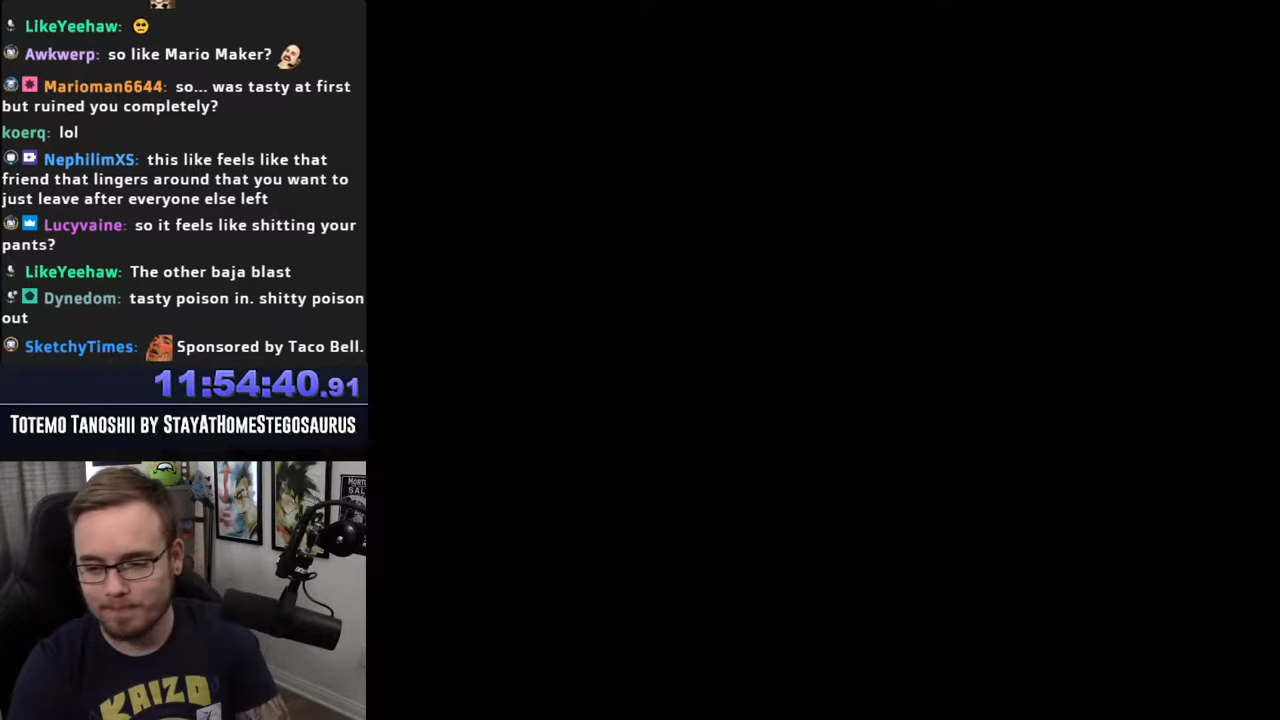 LikeYeehaw: 🥺
Awkwerp: so like Mario Maker?
Marioman6644: so... was tasty at first
but ruined you completely?
koerq: lol
NephilimXS: this like feels like that
friend that lingers around that you want to
just leave after everyone else left
Lucyvaine: so it feels like shitting your
pants?
LikeYeehaw: The other baja blast
Dynedom: tasty poison in. shitty poison
out
SketchyTimes: Sponsored by Taco Bell.
11:54:40.91
TOTEMO TANOSHII BY STAYATHOMESTEGOSAURUS
MORTO
SAL
KAIZO